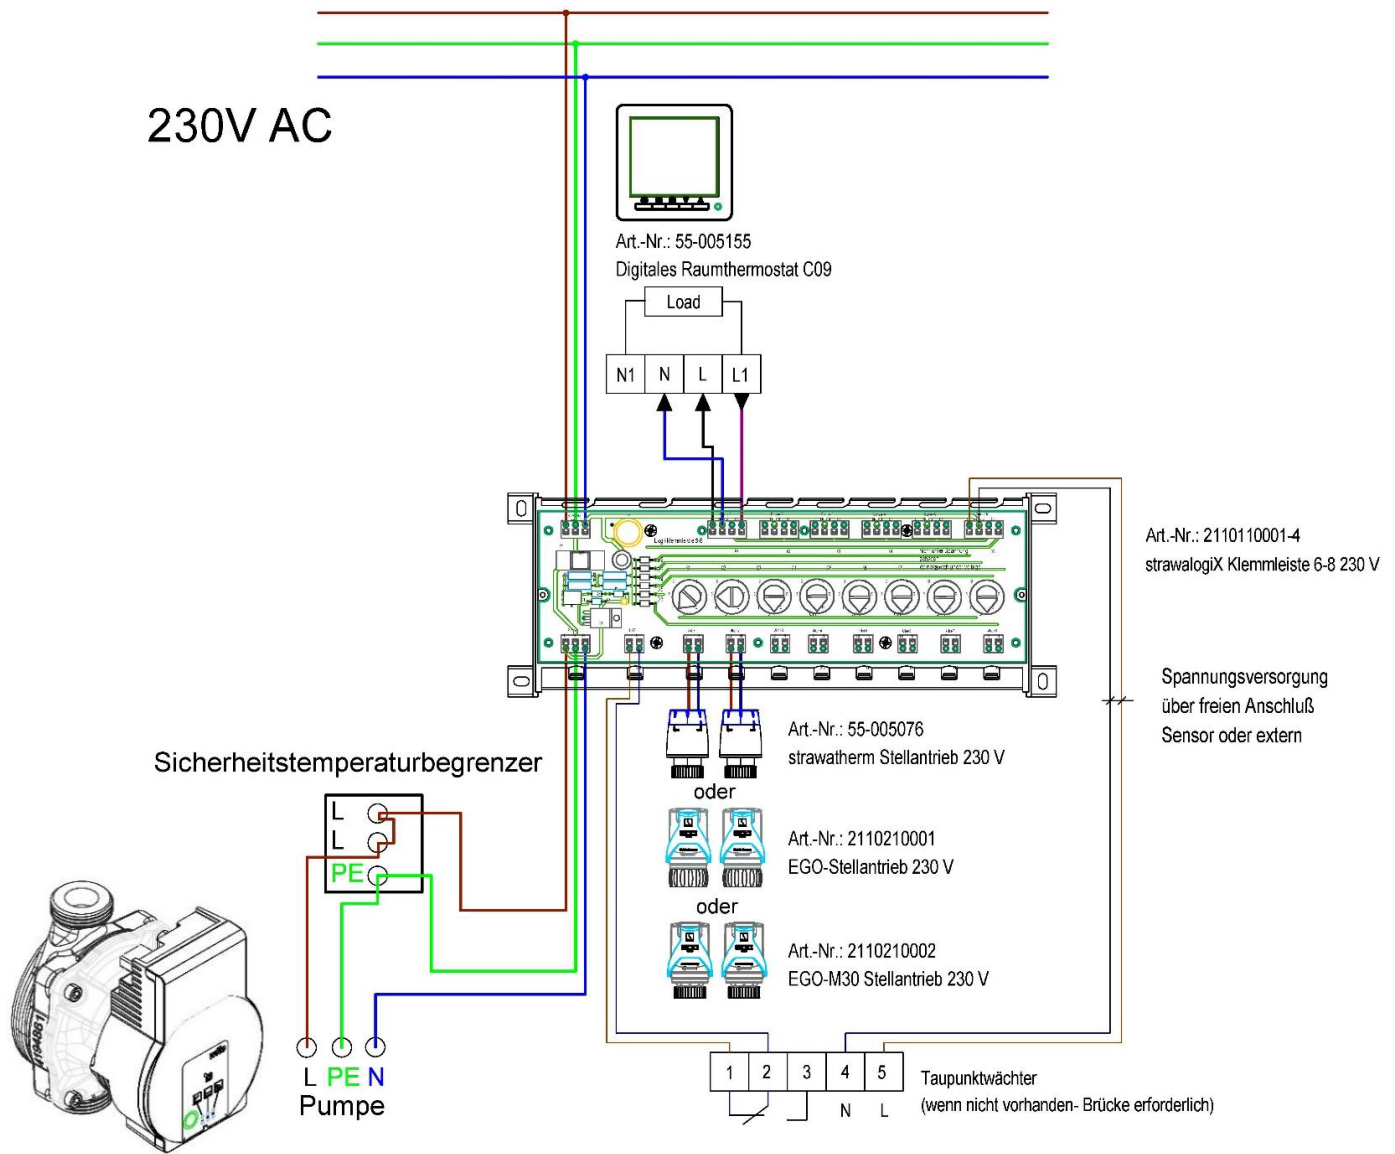 230V AC
Art.-Nr.: 55-005155
Digitales Raumthermostat C09
Load
N1 N L L1
Art.-Nr.: 2110110001-4
strawalogiX Klemmleiste 6-8 230 V
Spannungsversorgung
über freien Anschluß
Sensor oder extern
Art.-Nr.: 55-005076
strawatherm Stellantrieb 230 V
Sicherheitstemperaturbegrenzer
oder
L
L
PE
Art.-Nr.: 2110210001
EGO-Stellantrieb 230 V
oder
Art.-Nr.: 2110210002
EGO-M30 Stellantrieb 230 V
L PE N
Pumpe
1 2 3 4 5
N L
Taupunktwächter
(wenn nicht vorhanden- Brücke erforderlich)